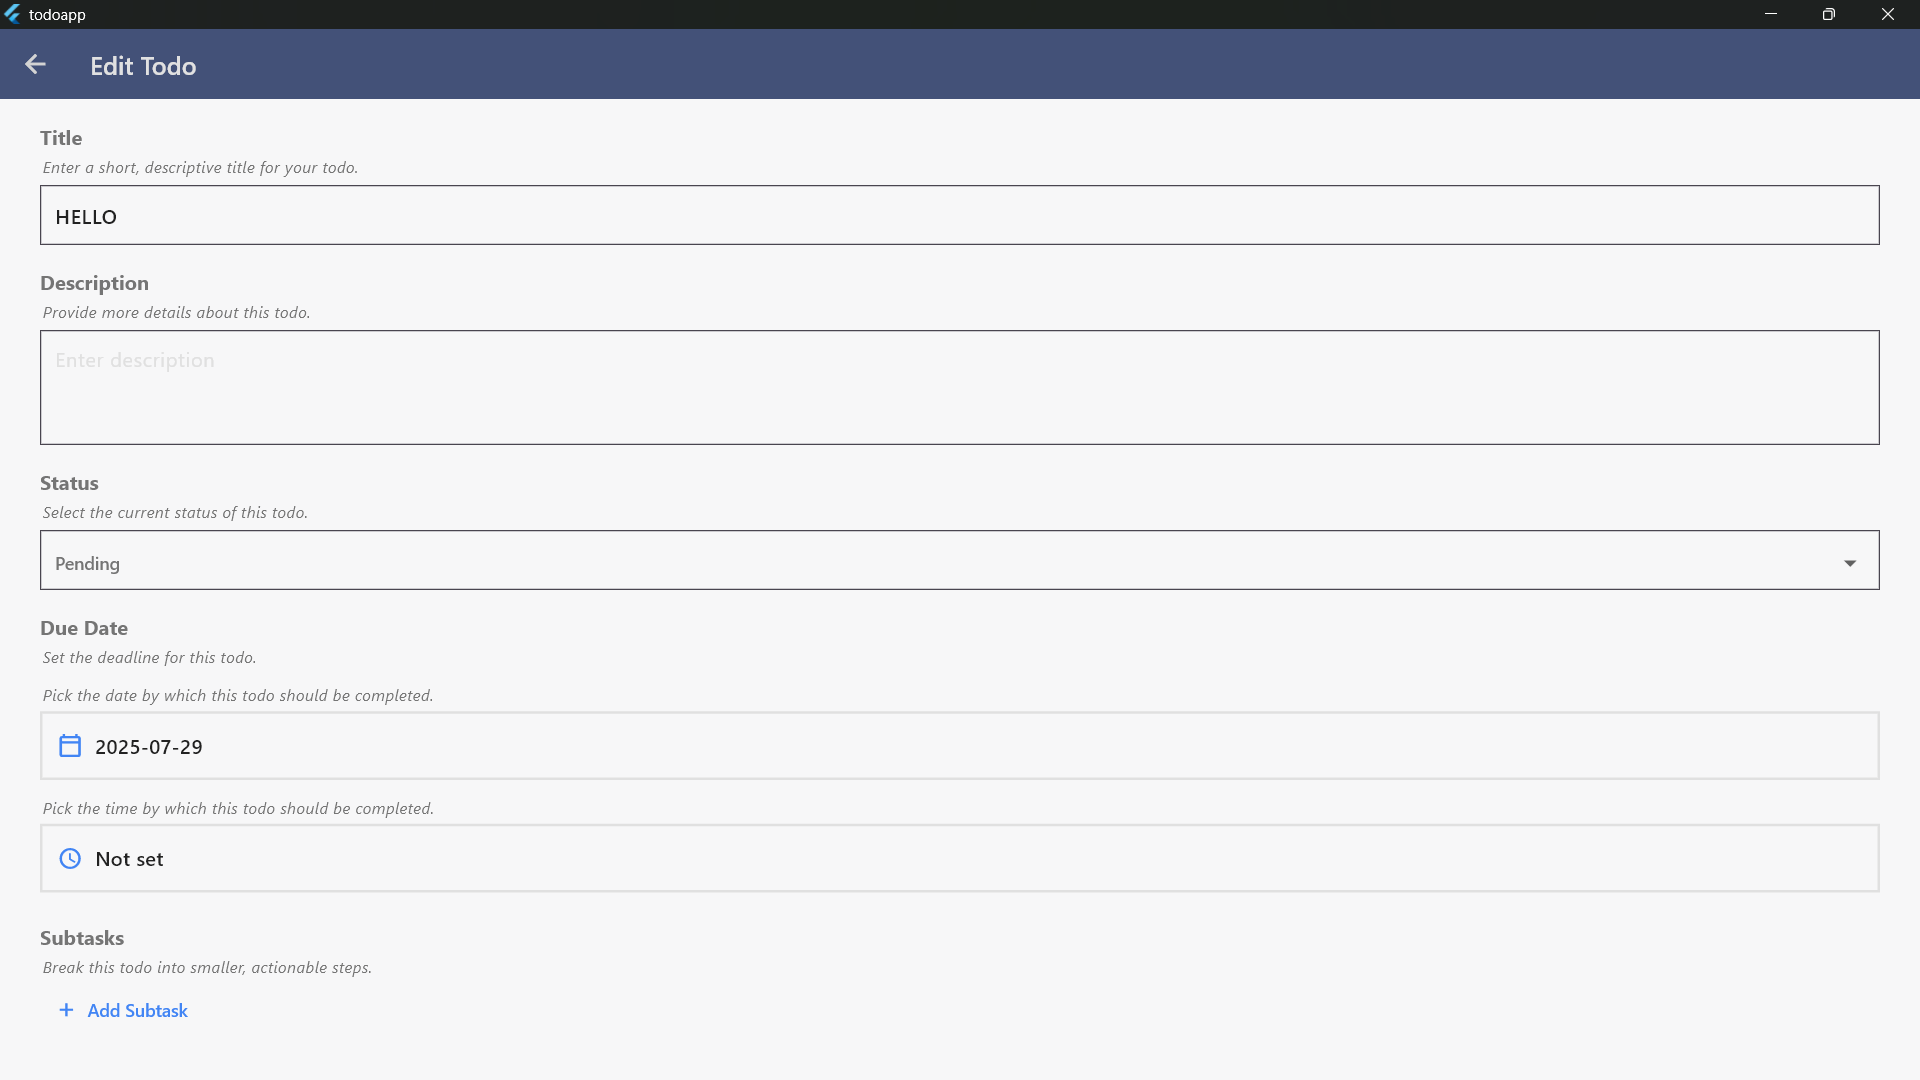 todoapp
Edit Todo
Title
Enter a short, descriptive title for your todo.
HELLO
Description
Provide more details about this todo.
Enter description
Status
Select the current status of this todo.
Pending
Due Date
Set the deadline for this todo.
Pick the date by which this todo should be completed.
2025-07-29
Pick the time by which this todo should be completed.
Not set
Subtasks
Break this todo into smaller, actionable steps.
+ Add Subtask